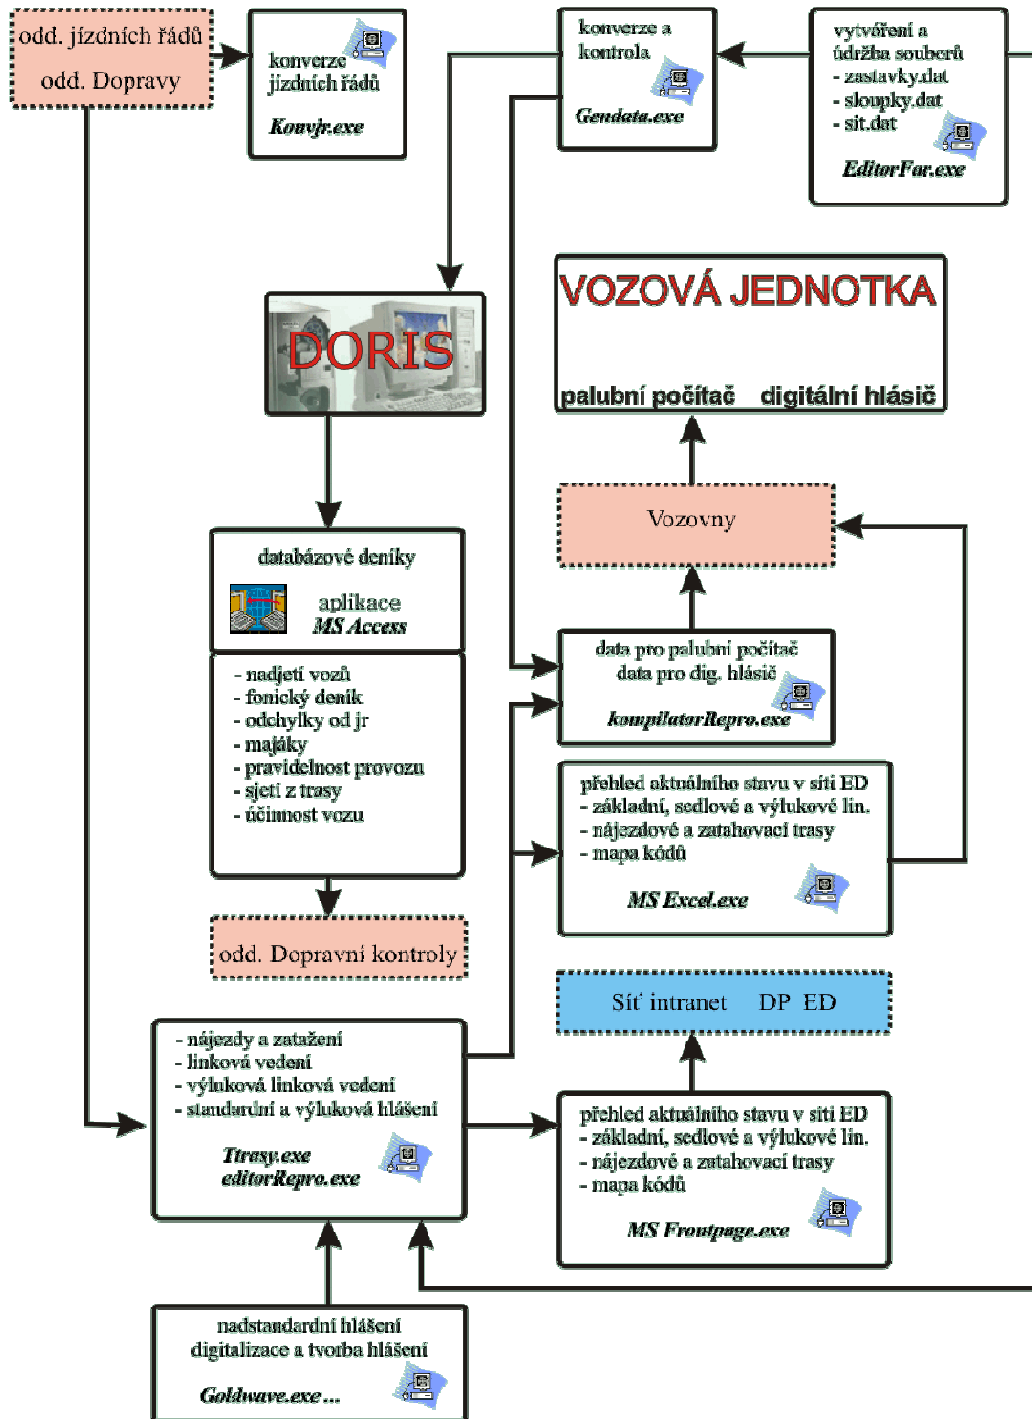 odd. jízdních řádů
odd. Dopravy
konverze
jízdních řádů
Konvjr.exe
konverze a
kontrola
Gendata.exe
vytváření a
údržba souborů
- zastavky.dat
- sloupky.dat
- sit.dat
EditorFar.exe
DORIS
VOZOVÁ JEDNOTKA
palubní počítač digitální hlásič
Vozovny
databázové deníky
aplikace
MS Access
- nadjetí vozů
- fonický deník
- odchylky od jr
- majáky
- pravidelnost provozu
- sjetí z trasy
- účinnost vozu
data pro palubní počítač
data pro dig. hlásič
kompilatorRepro.exe
přehled aktuálního stavu v síti ED
- základní, sedlové a výlukové lin.
- nájezdové a zatahovací trasy
- mapa kódů
MS Excel.exe
odd. Dopravní kontroly
Síť intranet DP ED
- nájezdy a zatažení
- linková vedení
- výluková linková vedení
- standardní a výluková hlášení
Ttrasy.exe
editorRepro.exe
přehled aktuálního stavu v síti ED
- základní, sedlové a výlukové lin.
- nájezdové a zatahovací trasy
- mapa kódů
MS Frontpage.exe
nadstandardní hlášení
digitalizace a tvorba hlášení
Goldwave.exe ...